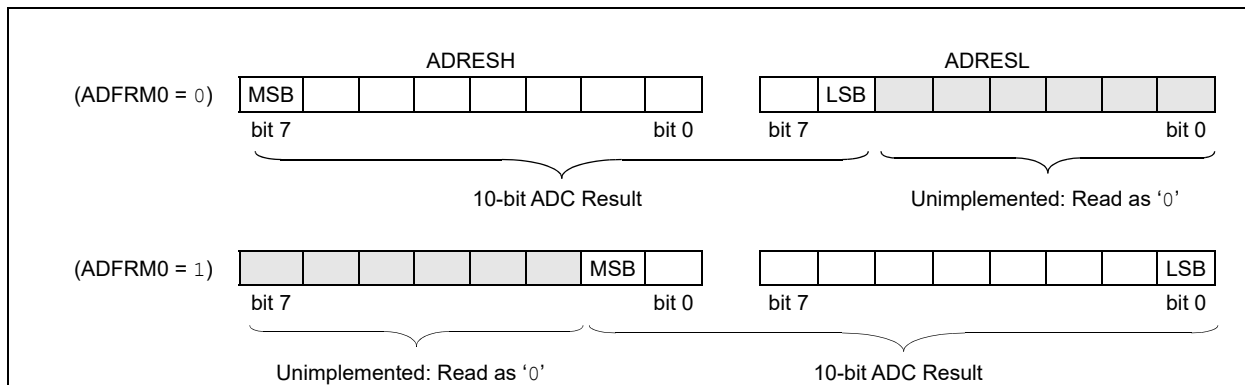 ADRESH ADRESL
(ADFRM0 = 0) MSB LSB
bit 7 bit 0 bit 7 bit 0
10-bit ADC Result Unimplemented: Read as ‘0’
(ADFRM0 = 1) MSB LSB
bit 7 bit 0 bit 7 bit 0
Unimplemented: Read as ‘0’ 10-bit ADC Result